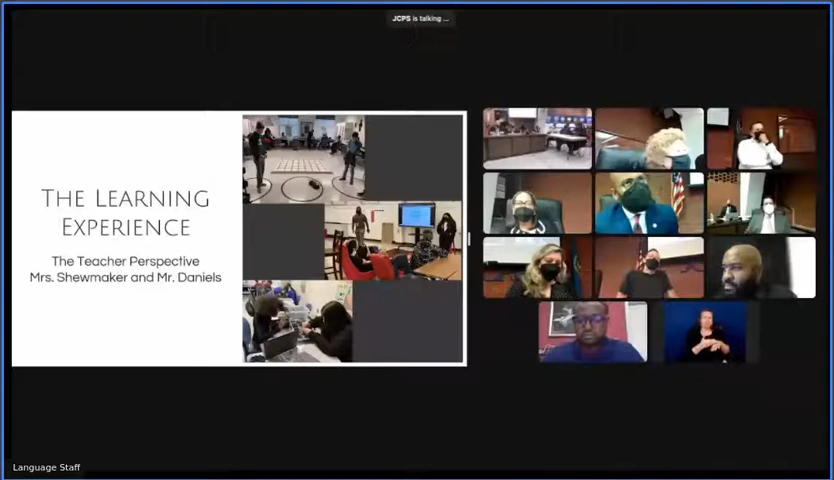 JCPS is talking ...
THE LEARNING
EXPERIENCE
The Teacher Perspective
Mrs. Shewmaker and Mr. Daniels
Language Staff